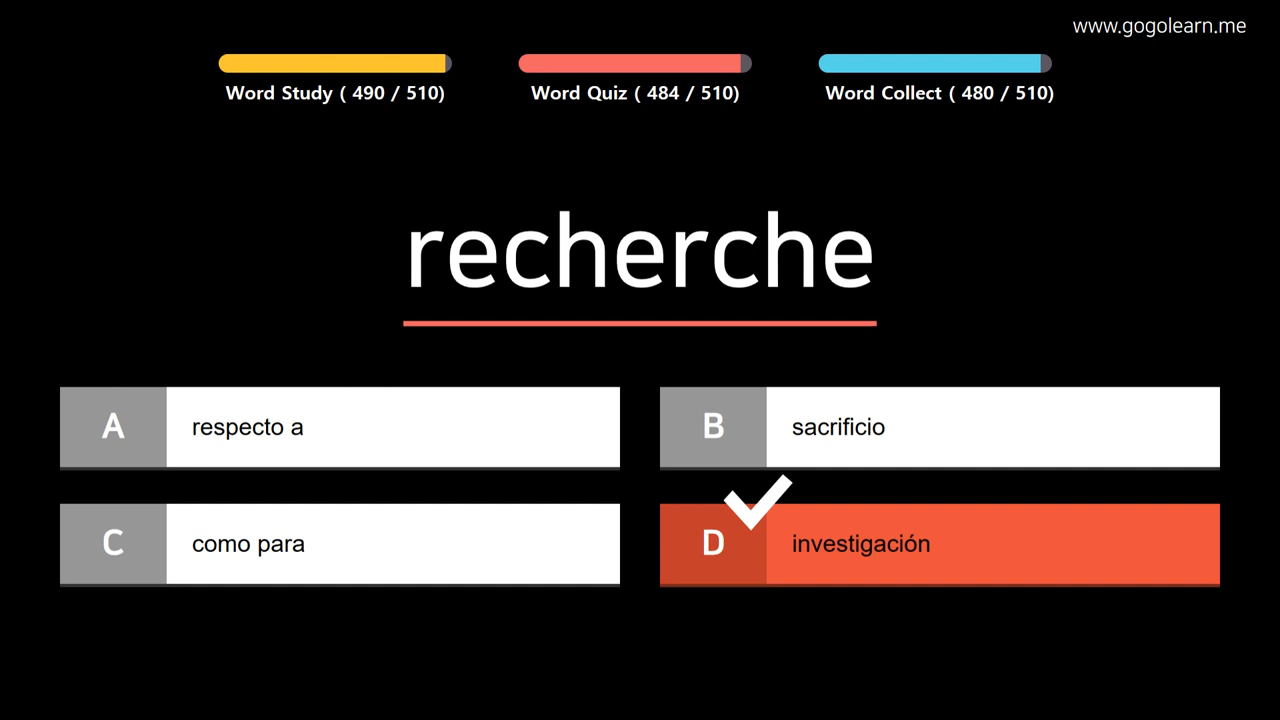 www.gogolearn.me
Word Study ( 490 / 510)
Word Quiz ( 484 / 510)
Word Collect ( 480 / 510)
recherche
A
respecto a
B
sacrificio
C
como para
D
investigación